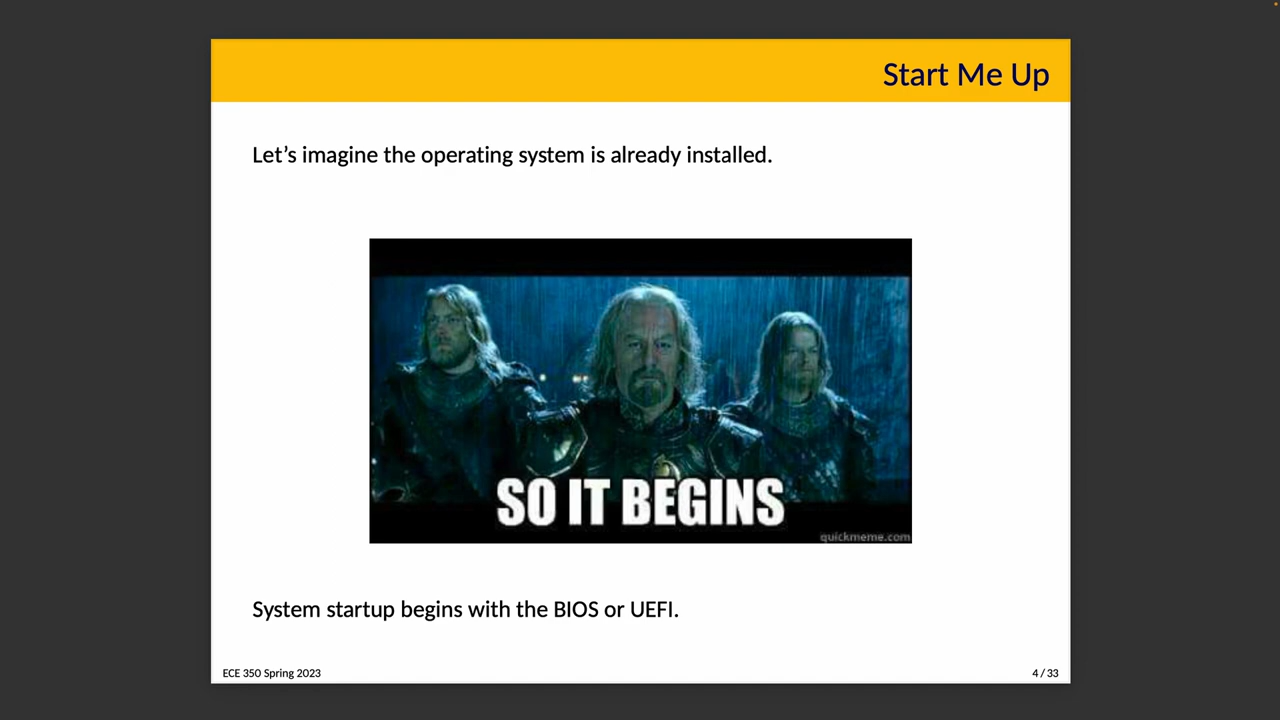 Start Me Up
Let’s imagine the operating system is already installed.
SO IT BEGINS
quickmeme.com
System startup begins with the BIOS or UEFI.
ECE 350 Spring 2023
4 / 33